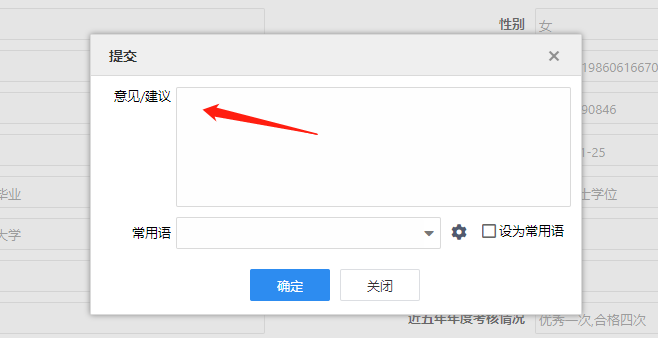 性别 女
提交
19860616670
意见/建议
90846
1-25
毕业
士学位
大学
常用语
设为常用语
确定 关闭
近五年年度考核情况 优秀一次,合格四次